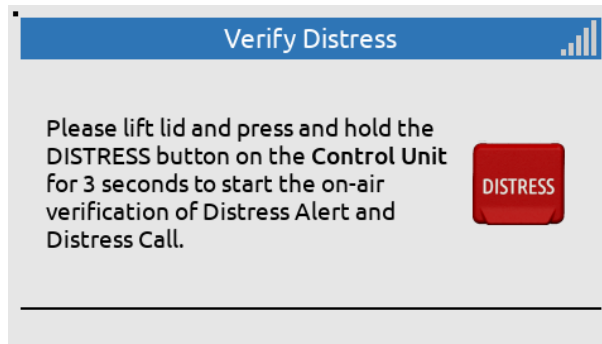 Verify Distress
Please lift lid and press and hold the
DISTRESS button on the Control Unit
for 3 seconds to start the on-air
verification of Distress Alert and
Distress Call.
DISTRESS